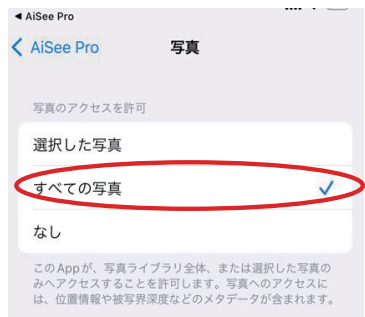 ◀ AiSee Pro
AiSee Pro
写真
写真のアクセスを許可
選択した写真
すべての写真
なし
このAppが、写真ライブラリ全体、または選択した写真の
みへアクセスすることを許可します。写真へのアクセスに
は、位置情報や被写界深度などのメタデータが含まれます。